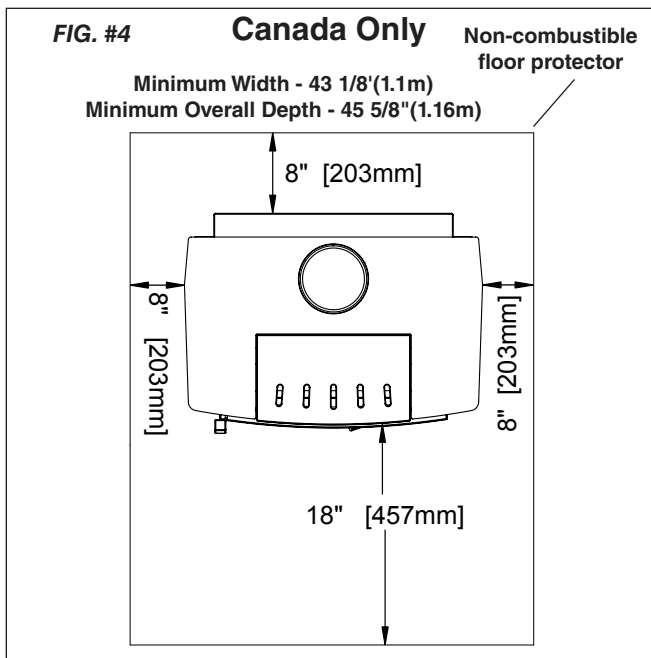 FIG. #4
Canada Only
Non-combustible
floor protector
Minimum Width - 43 1/8'(1.1m)
Minimum Overall Depth - 45 5/8"(1.16m)
8" [203mm]
8" [203mm]
8" [203mm]
18" [457mm]